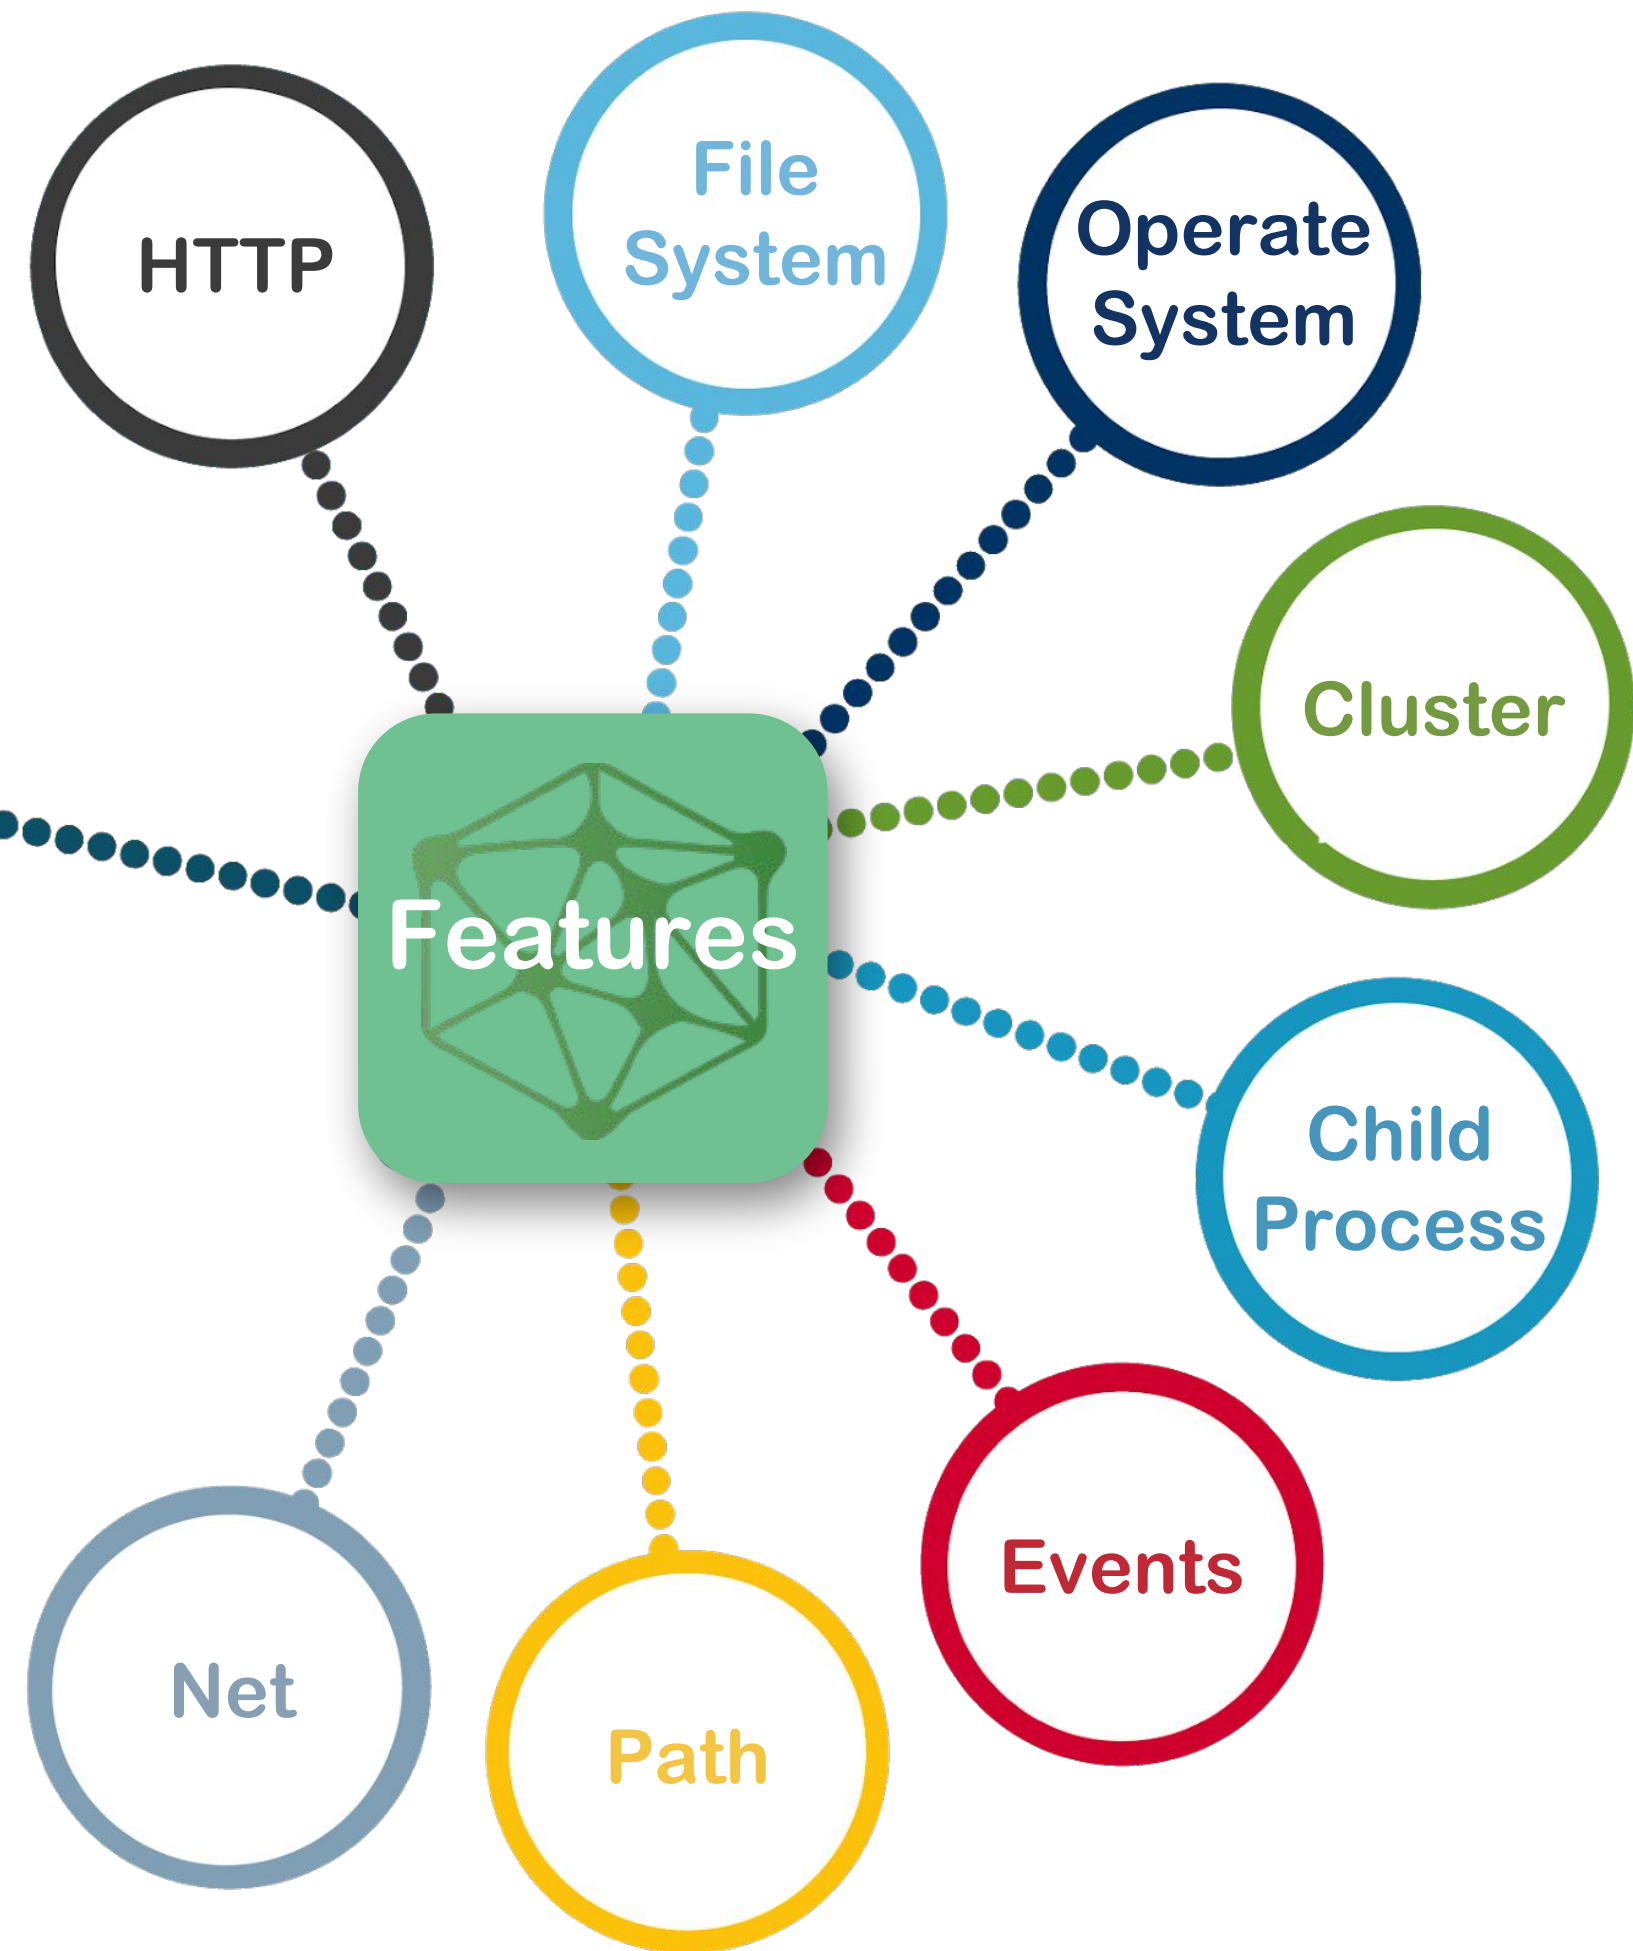 HTTP
File
System
Operate
System
Cluster
Features
Child
Process
Events
Net
Path